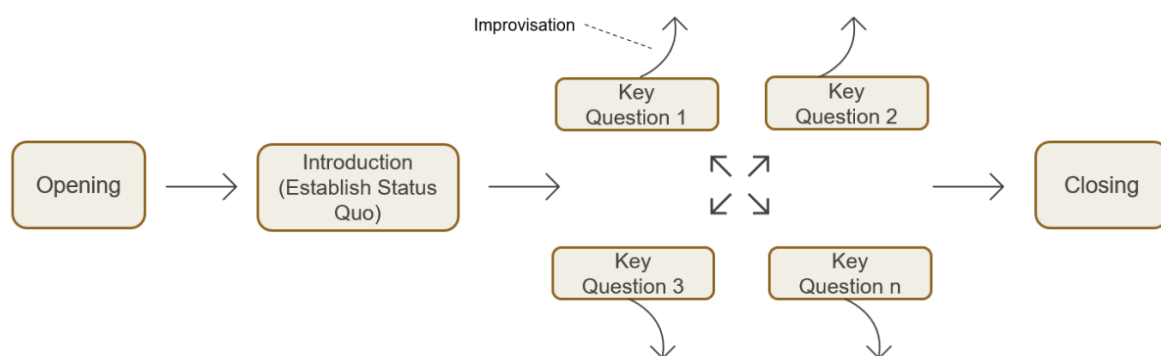 Improvisation
Key
Question 1
Key
Question 2
Opening
Introduction
(Establish Status
Quo)
Closing
Key
Question 3
Key
Question n